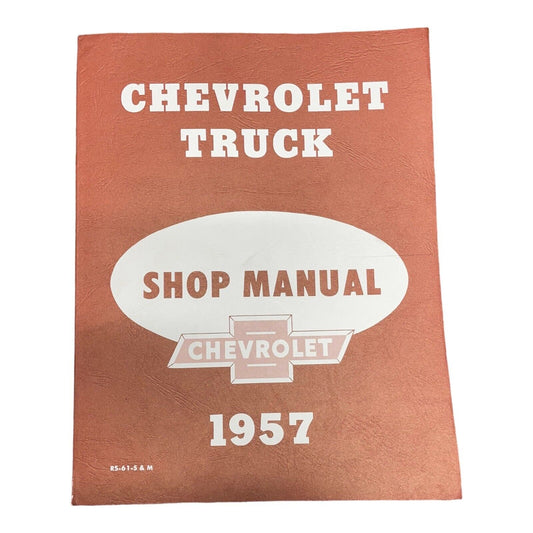 CHEVROLET
TRUCK
SHOP MANUAL
CHEVROLET
1957
RS-61-S & M